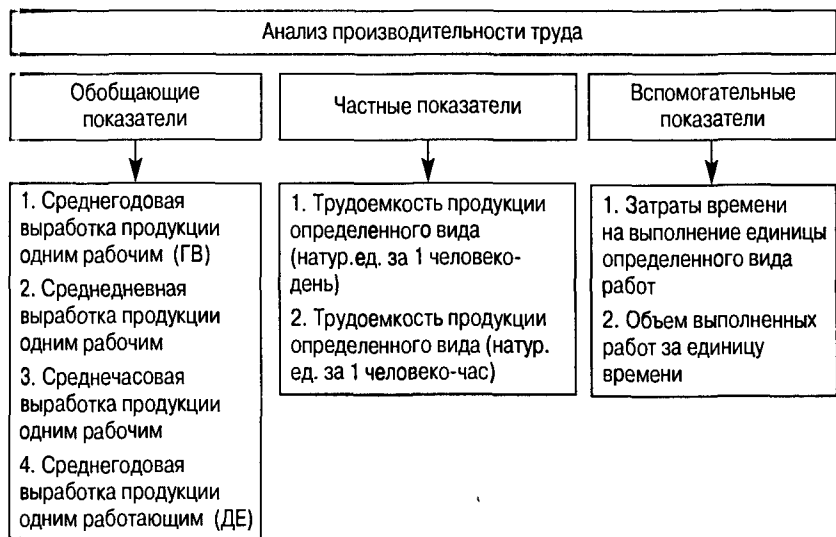 Анализ производительности труда
Обобщающие
показатели
Частные показатели
Вспомогательные
показатели
1. Среднегодовая
выработка продукции
одним рабочим (ГВ)
2. Среднедневная
выработка продукции
одним рабочим
3. Среднечасовая
выработка продукции
одним рабочим
4. Среднегодовая
выработка продукции
одним работающим (ДЕ)
1. Трудоемкость продукции
определенного вида
(натур.ед. за 1 человеко-
день)
2. Трудоемкость продукции
определенного вида (натур.
ед. за 1 человеко-час)
1. Затраты времени
на выполнение единицы
определенного вида
работ
2. Объем выполненных
работ за единицу
времени